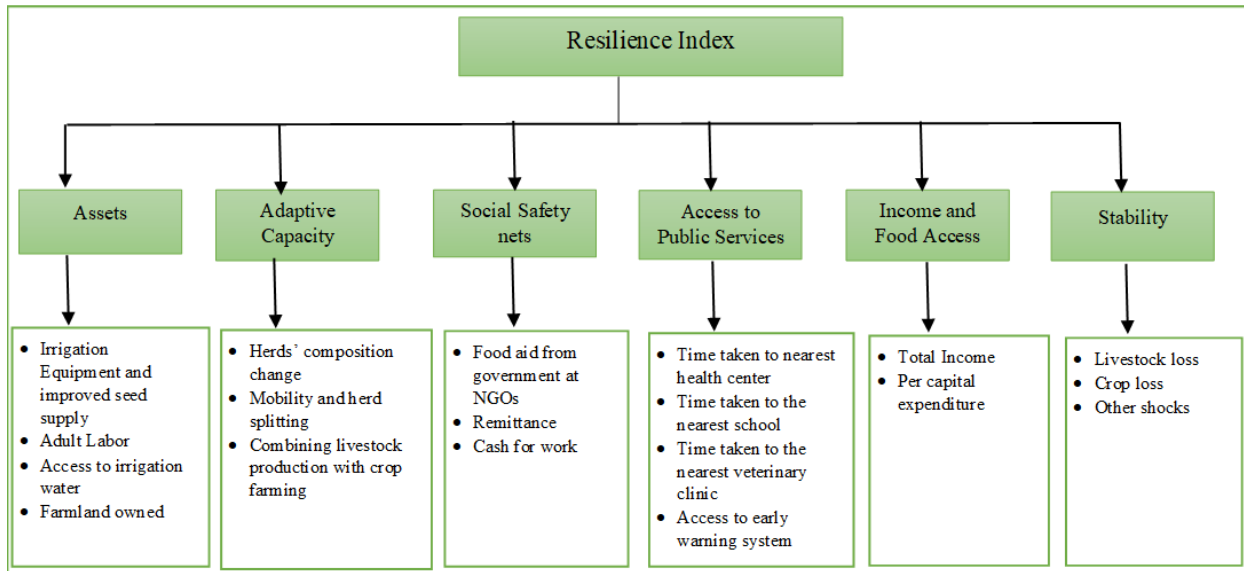 Resilience Index
Assets
Adaptive
Capacity
Social Safety
nets
Access to
Public Services
Income and
Food Access
Stability
• Irrigation
Equipment and
improved seed
supply
• Adult Labor
• Access to irrigation
water
• Farmland owned
• Herds’ composition
change
• Mobility and herd
splitting
• Combining livestock
production with crop
farming
• Food aid from
government at
NGOs
• Remittance
• Cash for work
• Time taken to nearest
health center
• Time taken to the
nearest school
• Time taken to the
nearest veterinary
clinic
• Access to early
warning system
• Total Income
• Per capital
expenditure
• Livestock loss
• Crop loss
• Other shocks